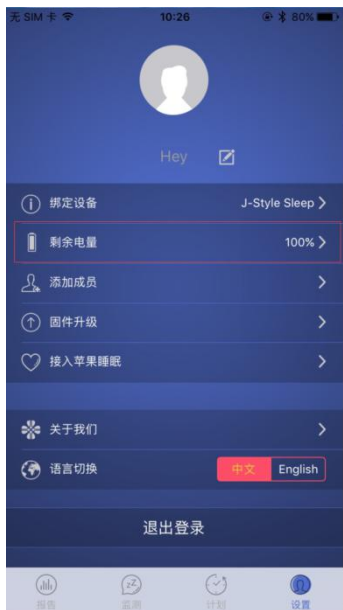 无 SIM 卡 10:26 80%
Hey
绑定设备 J-Style Sleep
剩余电量 100%
添加成员
固件升级
接入苹果睡眠
关于我们
语言切换 中文 English
退出登录
报告 监测 计划 设置